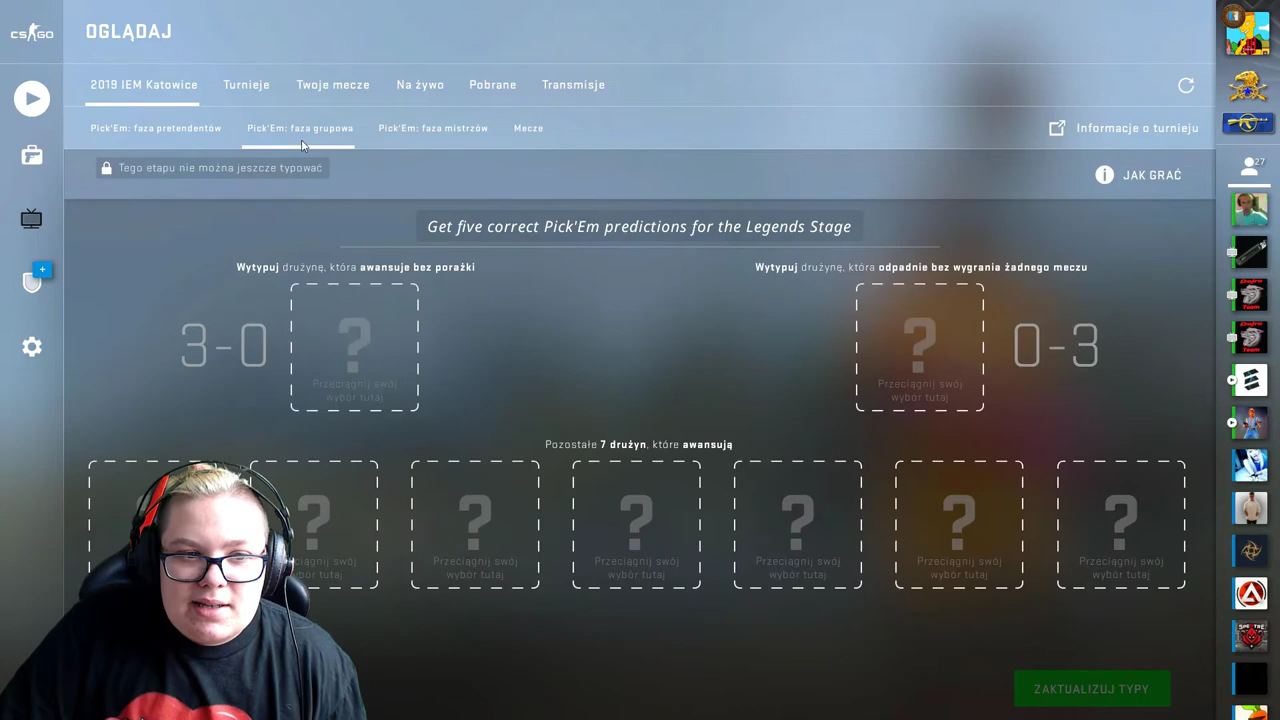 CS:GO
OGLĄDAJ
2019 IEM Katowice Turnieje Twoje mecze Na żywo Pobrane Transmisje
Pick'Em: faza pretendentów Pick'Em: faza grupowa Pick'Em: faza mistrzów Mecze Informacje o turnieju
Tego etapu nie można jeszcze typować
JAK GRAĆ
27
Get five correct Pick'Em predictions for the Legends Stage
Wytypuj drużynę, która awansuje bez porażki
Wytypuj drużynę, która odpadnie bez wygrania żadnego meczu
3-0
?
Przeciągnij swój
wybór tutaj
?
Przeciągnij swój
wybór tutaj
0-3
Pozostałe 7 drużyn, które awansują
? ? ? ? ? ?
Przeciągnij swój Przeciągnij swój Przeciągnij swój Przeciągnij swój Przeciągnij swój
wybór tutaj wybór tutaj wybór tutaj wybór tutaj wybór tutaj
ZAKTUALIZUJ TYPY